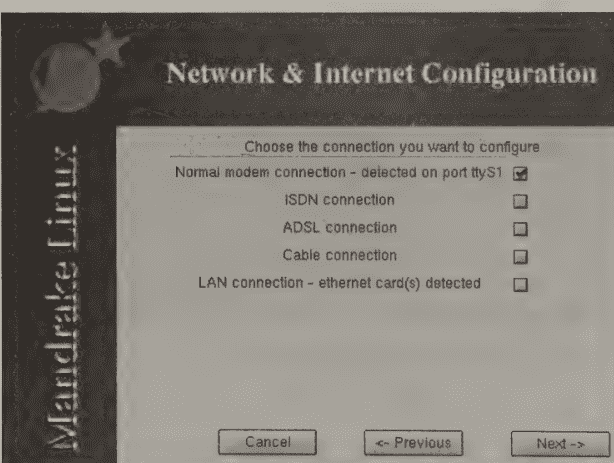 Network & Internet Configuration
Mandrake Linux
Choose the connection you want to configure
Normal modem connection - detected on port ttyS1
ISDN connection
ADSL connection
Cable connection
LAN connection - ethernet card(s) detected
Cancel
<- Previous
Next ->